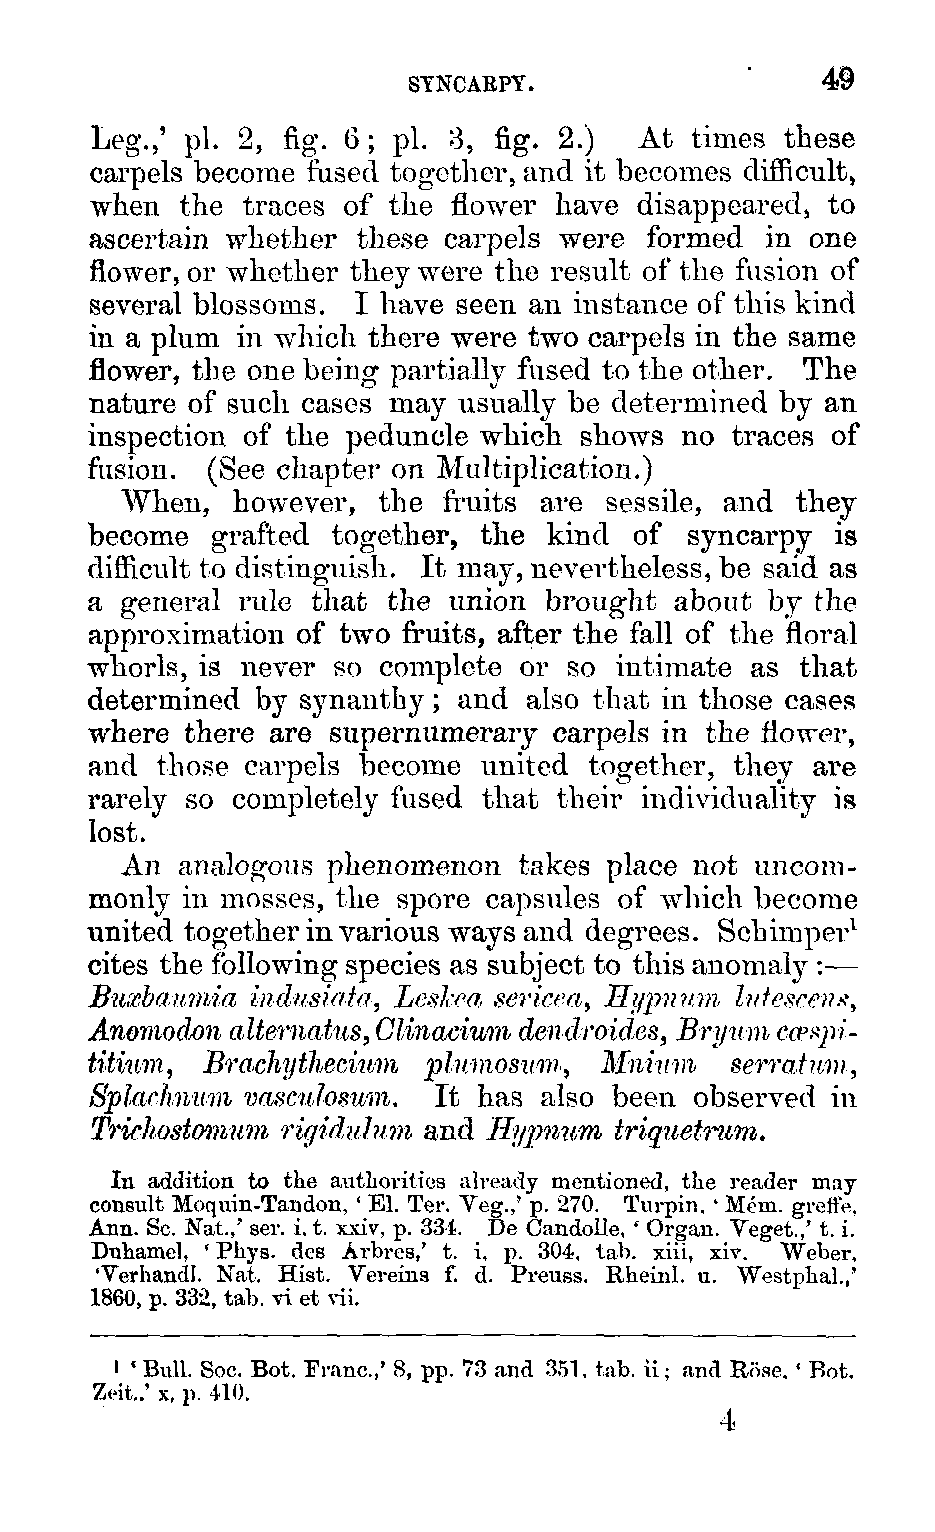 SYNCARPY. 49
Leg.,’ pl. 2, fig. 6; pl. 3, fig. 2.) At times these
carpels become fused together, and it becomes difficult,
when the traces of the flower have disappeared, to
ascertain whether these carpels were formed in one
flower, or whether they were the result of the fusion of
several blossoms. I have seen an instance of this kind
in a plum in which there were two carpels in the same
flower, the one being partially fused to the other. The
nature of such cases may usually be determined by an
inspection of the peduncle which shows no traces of
fusion. (See chapter on Multiplication.)
When, however, the fruits are sessile, and they
become grafted together, the kind of syncarpy is
difficult to distinguish. It may, nevertheless, be said as
a general rule that the union brought about by the
approximation of two fruits, after the fall of the floral
whorls, is never so complete or so intimate as that
determined by synanthy; and also that in those cases
where there are supernumerary carpels in the flower,
and those carpels become united together, they are
rarely so completely fused that their individuality is
lost.
An analogous phenomenon takes place not uncom-
monly in mosses, the spore capsules of which become
united together in various ways and degrees. Schimper¹
cites the following species as subject to this anomaly:—
Buxbaumia indusiata, Leskea sericea, Hypnum lutescens,
Anomodon alternatus, Clinacium dendroides, Bryum cæspi-
titium, Brachythecium plumosum, Mnium serratum,
Splachnum vasculosum. It has also been observed in
Trichostomum rigidulum and Hypnum triquetrum.
In addition to the authorities already mentioned, the reader may
consult Moquin-Tandon, ‘El. Ter. Veg.,’ p. 270. Turpin, ‘Mém. greffe,
Ann. Sc. Nat.,’ ser. i, t. xxiv, p. 334. De Candolle, ‘Organ. Veget.,’ t. i.
Duhamel, ‘Phys. des Arbres,’ t. i, p. 304, tab. xiii, xiv. Weber,
‘Verhandl. Nat. Hist. Vereins f. d. Preuss. Rheinl. u. Westphal.,’
1860, p. 332, tab. vi et vii.
¹ ‘Bull. Soc. Bot. Franc.,’ 8, pp. 73 and 351, tab. ii; and Röse, ‘Bot.
Zeit.,’ x, p. 410.
4